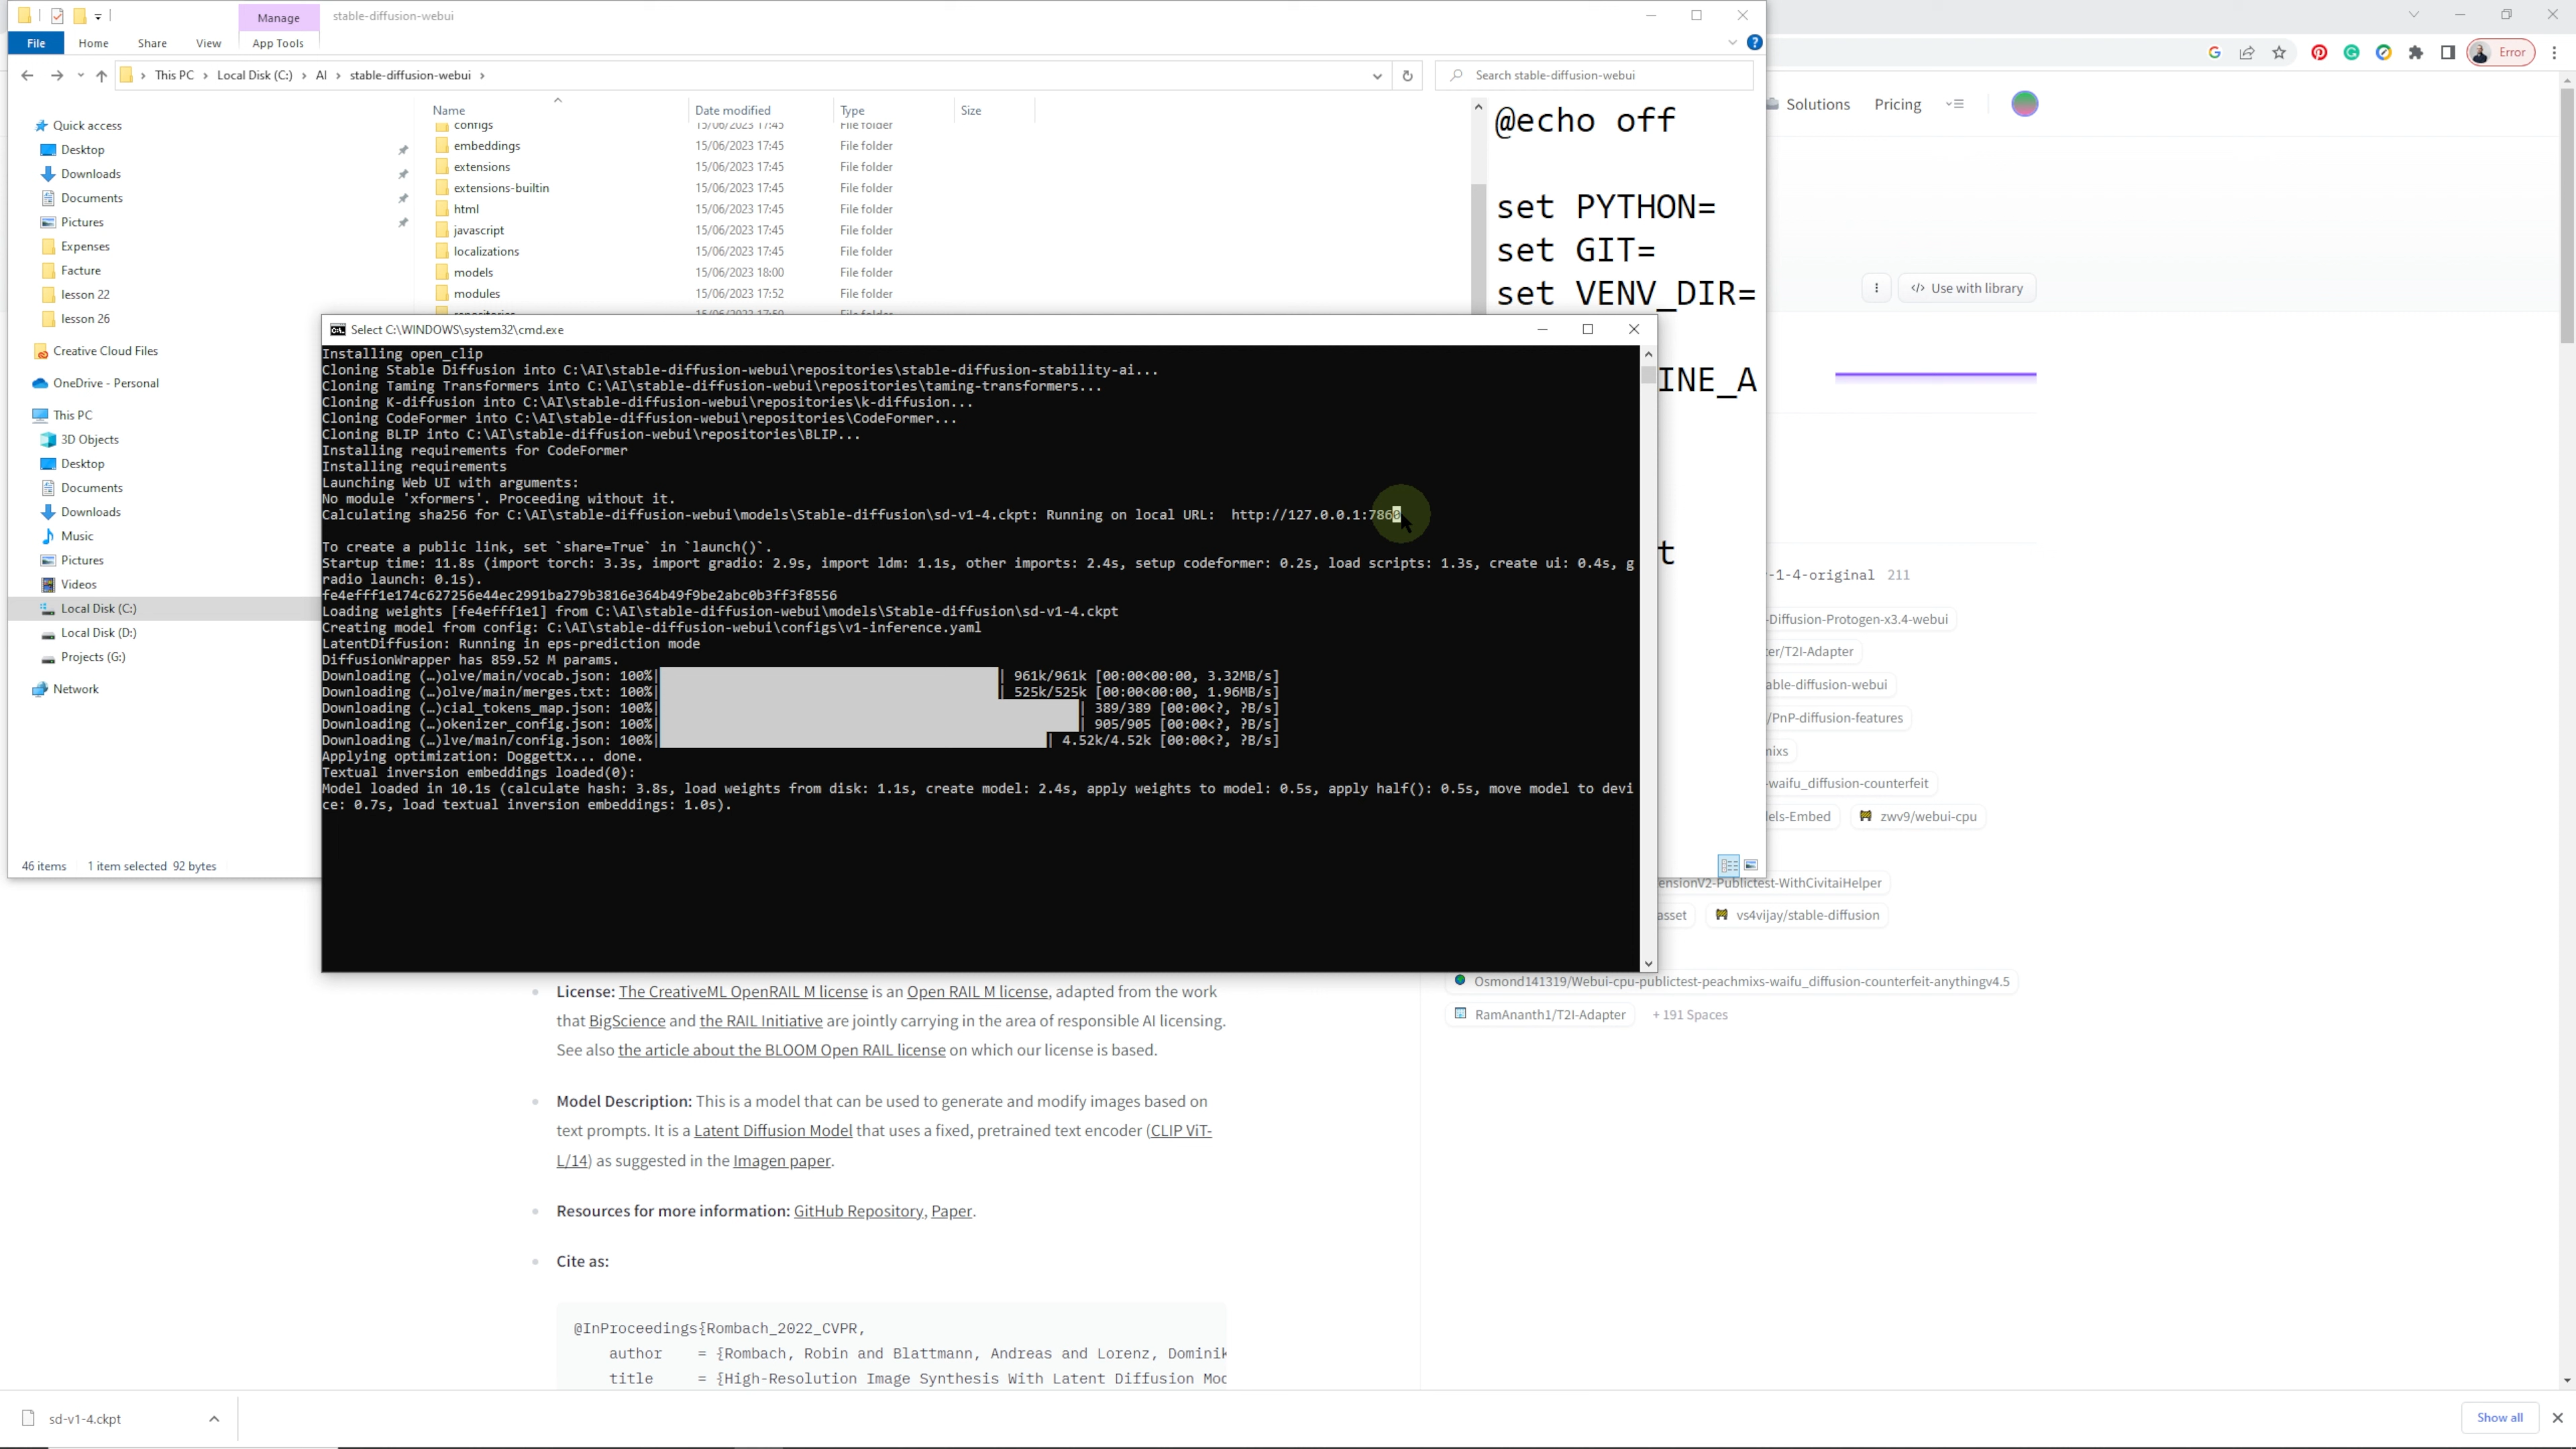 Manage
stable-diffusion-webui
File
Home
Share
View
App Tools
This PC
Local Disk (C:)
AI
stable-diffusion-webui
Search stable-diffusion-webui
Error
Solutions
Pricing
Quick access
Desktop
Downloads
Documents
Pictures
Expenses
Facture
lesson 22
lesson 26
Creative Cloud Files
OneDrive - Personal
This PC
3D Objects
Desktop
Documents
Downloads
Music
Pictures
Videos
Local Disk (C:)
Local Disk (D:)
Projects (G:)
Network
46 items
1 item selected 92 bytes
Name
Date modified
Type
Size
configs 15/06/2023 17:45 File folder
embeddings 15/06/2023 17:45 File folder
extensions 15/06/2023 17:45 File folder
extensions-builtin 15/06/2023 17:45 File folder
html 15/06/2023 17:45 File folder
javascript 15/06/2023 17:45 File folder
localizations 15/06/2023 17:45 File folder
models 15/06/2023 18:00 File folder
modules 15/06/2023 17:52 File folder
@echo off
set PYTHON=
set GIT=
set VENV_DIR=
INE_A
t
Use with library
Select C:\WINDOWS\system32\cmd.exe
Installing open_clip
Cloning Stable Diffusion into C:\AI\stable-diffusion-webui\repositories\stable-diffusion-stability-ai...
Cloning Taming Transformers into C:\AI\stable-diffusion-webui\repositories\taming-transformers...
Cloning K-diffusion into C:\AI\stable-diffusion-webui\repositories\k-diffusion...
Cloning CodeFormer into C:\AI\stable-diffusion-webui\repositories\CodeFormer...
Cloning BLIP into C:\AI\stable-diffusion-webui\repositories\BLIP...
Installing requirements for CodeFormer
Installing requirements
Launching Web UI with arguments:
No module 'xformers'. Proceeding without it.
Calculating sha256 for C:\AI\stable-diffusion-webui\models\Stable-diffusion\sd-v1-4.ckpt: Running on local URL:  http://127.0.0.1:7860
To create a public link, set `share=True` in `launch()`.
Startup time: 11.8s (import torch: 3.3s, import gradio: 2.9s, import ldm: 1.1s, other imports: 2.4s, setup codeformer: 0.2s, load scripts: 1.3s, create ui: 0.4s, g
radio launch: 0.1s).
fe4efff1e174c627256e44ec2991ba279b3816e364b49f9be2abc0b3ff3f8556
Loading weights [fe4efff1e1] from C:\AI\stable-diffusion-webui\models\Stable-diffusion\sd-v1-4.ckpt
Creating model from config: C:\AI\stable-diffusion-webui\configs\v1-inference.yaml
LatentDiffusion: Running in eps-prediction mode
DiffusionWrapper has 859.52 M params.
Downloading (…)olve/main/vocab.json: 100%| | 961k/961k [00:00<00:00, 3.32MB/s]
Downloading (…)olve/main/merges.txt: 100%| | 525k/525k [00:00<00:00, 1.96MB/s]
Downloading (…)cial_tokens_map.json: 100%| | 389/389 [00:00<?, ?B/s]
Downloading (…)okenizer_config.json: 100%| | 905/905 [00:00<?, ?B/s]
Downloading (…)lve/main/config.json: 100%| | 4.52k/4.52k [00:00<?, ?B/s]
Applying optimization: Doggettx... done.
Textual inversion embeddings loaded(0):
Model loaded in 10.1s (calculate hash: 3.8s, load weights from disk: 1.1s, create model: 2.4s, apply weights to model: 0.5s, apply half(): 0.5s, move model to devi
ce: 0.7s, load textual inversion embeddings: 1.0s).
-1-4-original 211
-Diffusion-Protogen-x3.4-webui
er/T2I-Adapter
able-diffusion-webui
/PnP-diffusion-features
mixs
-waifu_diffusion-counterfeit
els-Embed
zwv9/webui-cpu
ensionV2-Publictest-WithCivitaiHelper
asset
vs4vijay/stable-diffusion
Osmond141319/Webui-cpu-publictest-peachmixs-waifu_diffusion-counterfeit-anythingv4.5
RamAnanth1/T2I-Adapter
+ 191 Spaces
License: The CreativeML OpenRAIL M license is an Open RAIL M license, adapted from the work
that BigScience and the RAIL Initiative are jointly carrying in the area of responsible AI licensing.
See also the article about the BLOOM Open RAIL license on which our license is based.
Model Description: This is a model that can be used to generate and modify images based on
text prompts. It is a Latent Diffusion Model that uses a fixed, pretrained text encoder (CLIP ViT-
L/14) as suggested in the Imagen paper.
Resources for more information: GitHub Repository, Paper.
Cite as:
@InProceedings{Rombach_2022_CVPR,
author = {Rombach, Robin and Blattmann, Andreas and Lorenz, Dominik
title = {High-Resolution Image Synthesis With Latent Diffusion Moc
sd-v1-4.ckpt
Show all